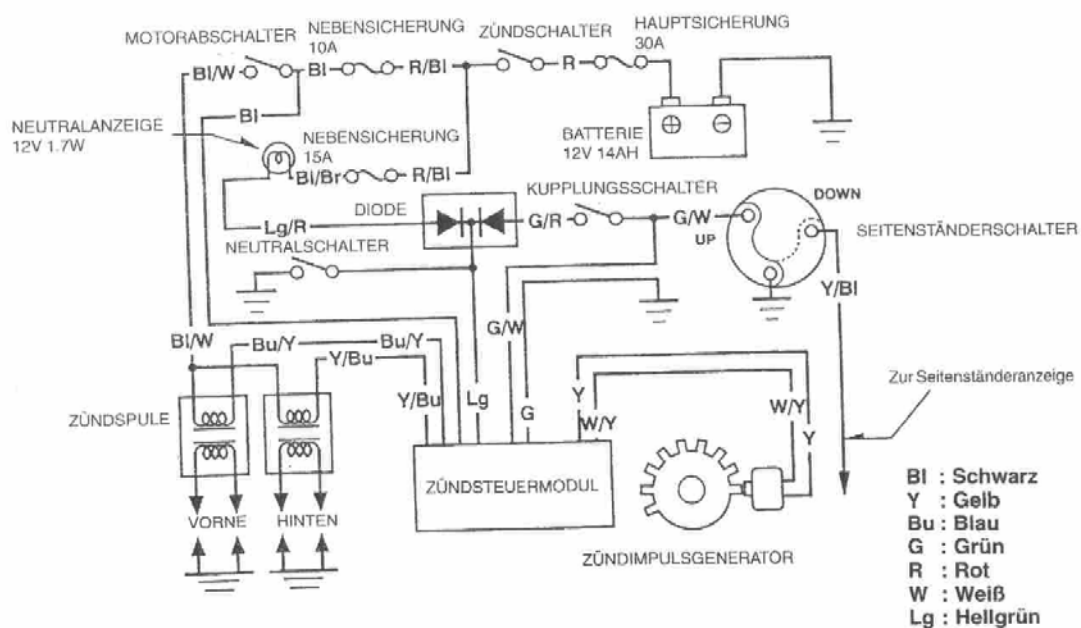 MOTORABSCHALTER
NEBENSICHERUNG
10A
ZÜNDSCHALTER
HAUPTSICHERUNG
30A
Bl/W
Bl
R/Bl
R
Bl
NEUTRALANZEIGE
12V 1.7W
NEBENSICHERUNG
15A
Bl/Br
R/Bl
BATTERIE
12V 14AH
KUPPLUNGSSCHALTER
DIODE
Lg/R
G/R
G/W
DOWN
UP
SEITENSTÄNDERSCHALTER
NEUTRALSCHALTER
Y/Bl
Bl/W
Bu/Y
Bu/Y
Y/Bu
G/W
Y/Bu
Lg
G
Y
W/Y
W/Y
Y
Zur Seitenständeranzeige
ZÜNDSPULE
ZÜNDSTEUERMODUL
VORNE
HINTEN
ZÜNDIMPULSGENERATOR
Bl : Schwarz
Y : Gelb
Bu : Blau
G : Grün
R : Rot
W : Weiß
Lg : Hellgrün